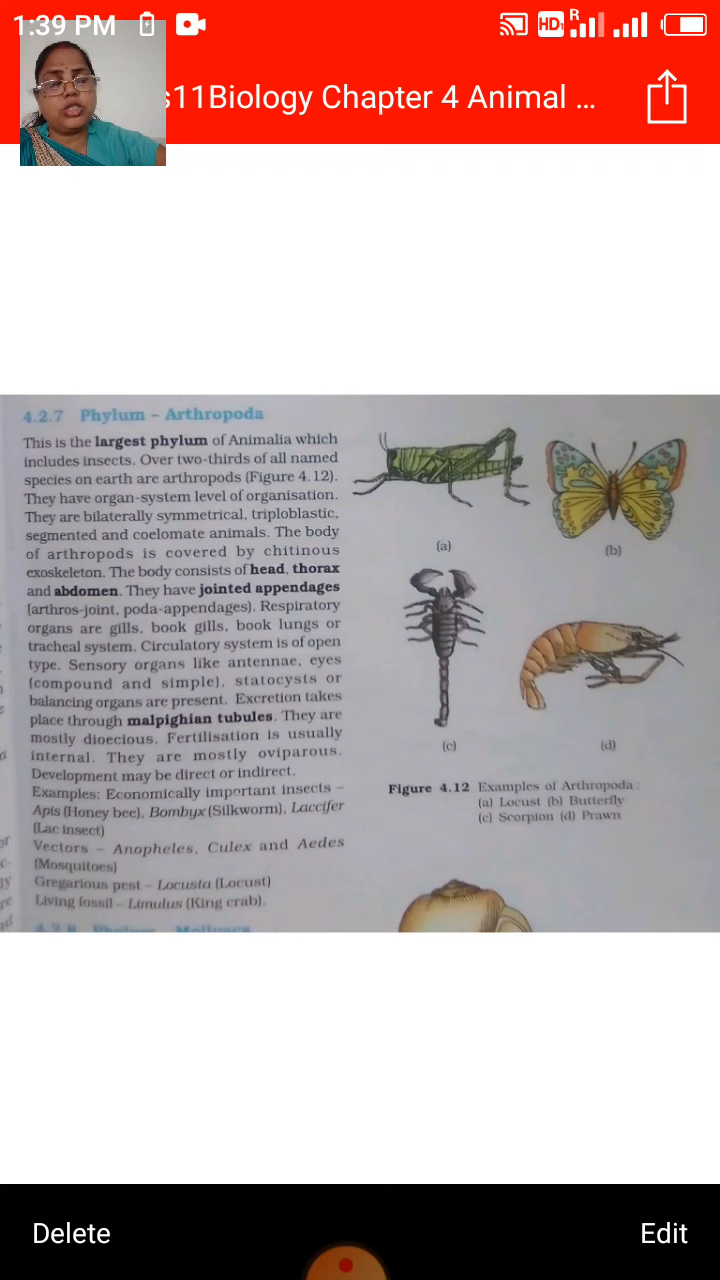 1:39 PM
HD
R
s11Biology Chapter 4 Animal ...
4.2.7 Phylum – Arthropoda
This is the largest phylum of Animalia which
includes insects. Over two-thirds of all named
species on earth are arthropods (Figure 4.12).
They have organ-system level of organisation.
They are bilaterally symmetrical, triploblastic,
segmented and coelomate animals. The body
of arthropods is covered by chitinous
exoskeleton. The body consists of head, thorax
and abdomen. They have jointed appendages
(arthros-joint, poda-appendages). Respiratory
organs are gills, book gills, book lungs or
tracheal system. Circulatory system is of open
type. Sensory organs like antennae, eyes
(compound and simple), statocysts or
balancing organs are present. Excretion takes
place through malpighian tubules. They are
mostly dioecious. Fertilisation is usually
internal. They are mostly oviparous.
Development may be direct or indirect.
Examples: Economically important insects –
Apis (Honey bee), Bombyx (Silkworm), Laccifer
(Lac insect)
Vectors – Anopheles, Culex and Aedes
(Mosquitoes)
Gregarious pest – Locusta (Locust)
Living fossil – Limulus (King crab).
(a)
(b)
(c)
(d)
Figure 4.12 Examples of Arthropoda :
(a) Locust (b) Butterfly
(c) Scorpion (d) Prawn
4.2.8 Phylum – Mollusca
Delete
Edit